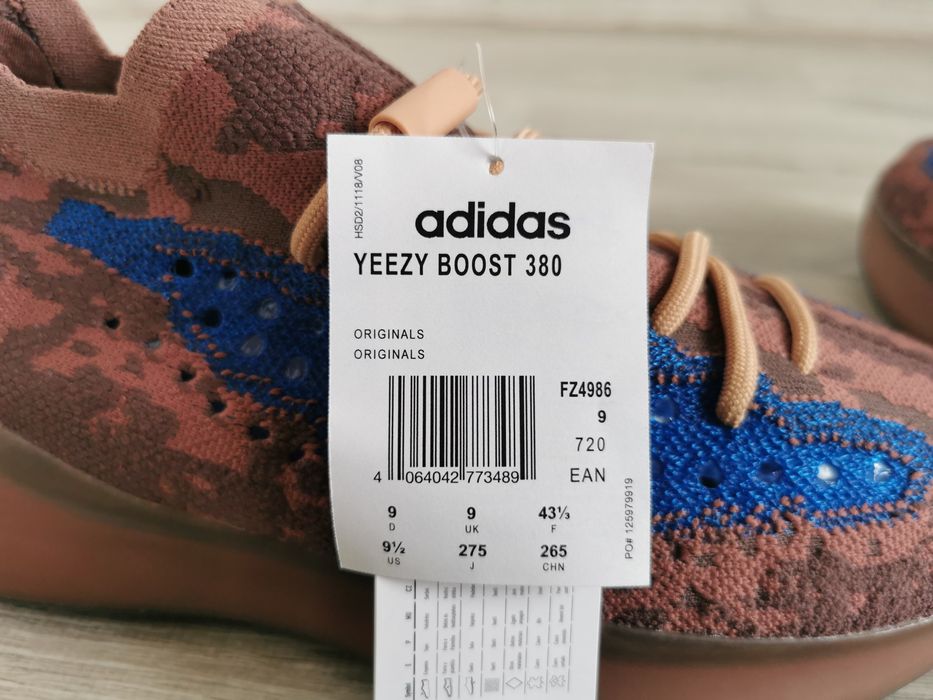 HSD2/1118/V08
adidas
YEEZY BOOST 380
ORIGINALS
ORIGINALS
FZ4986
9
720
EAN
4 064042 773489
9 9 43⅓
D UK F
9½ 275 265
US J CHN
PO# 125979919